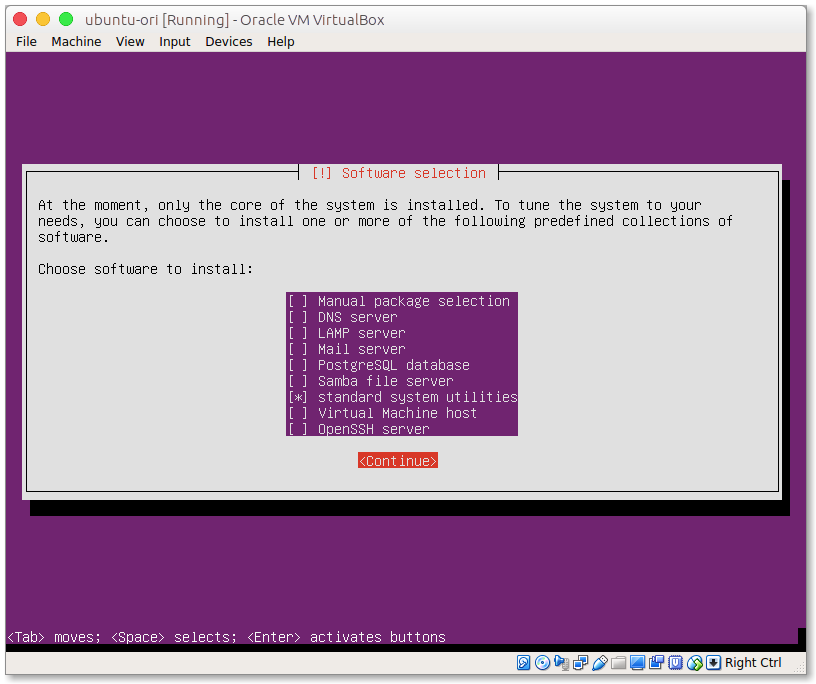 ubuntu-ori [Running] - Oracle VM VirtualBox
File Machine View Input Devices Help
[!] Software selection
At the moment, only the core of the system is installed. To tune the system to your
needs, you can choose to install one or more of the following predefined collections of
software.
Choose software to install:
[ ] Manual package selection
[ ] DNS server
[ ] LAMP server
[ ] Mail server
[ ] PostgreSQL database
[ ] Samba file server
[*] standard system utilities
[ ] Virtual Machine host
[ ] OpenSSH server
<Continue>
<Tab> moves; <Space> selects; <Enter> activates buttons
Right Ctrl